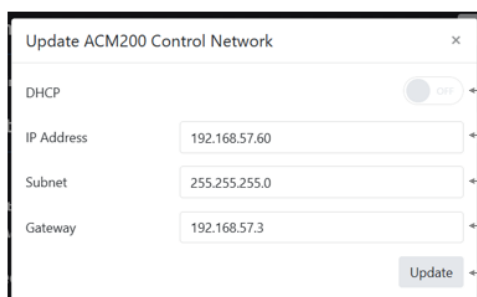 Update ACM200 Control Network ×
DHCP OFF
IP Address 192.168.57.60
Subnet 255.255.255.0
Gateway 192.168.57.3
Update